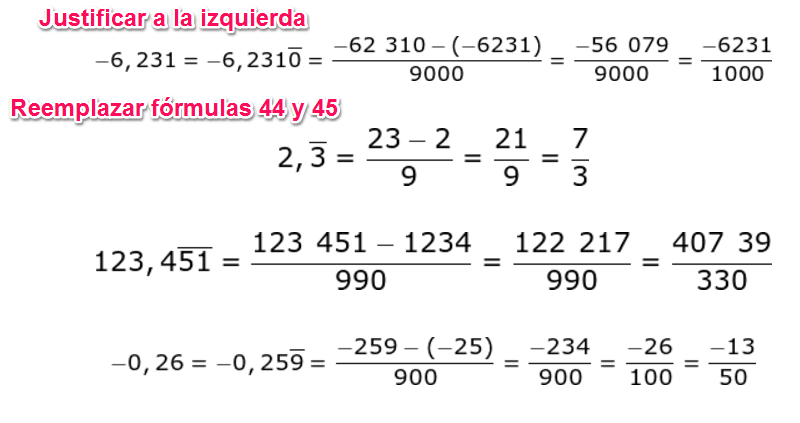 Justificar a la izquierda
−6,231 = −6,2310̅ = (−62 310 − (−6231))/9000 = (−56 079)/9000 = (−6231)/1000
Reemplazar fórmulas 44 y 45
2,3̅ = (23 − 2)/9 = 21/9 = 7/3
123,45̅1̅ = (123 451 − 1234)/990 = (122 217)/990 = (407 39)/330
−0,26 = −0,259̅ = (−259 − (−25))/900 = (−234)/900 = (−26)/100 = (−13)/50